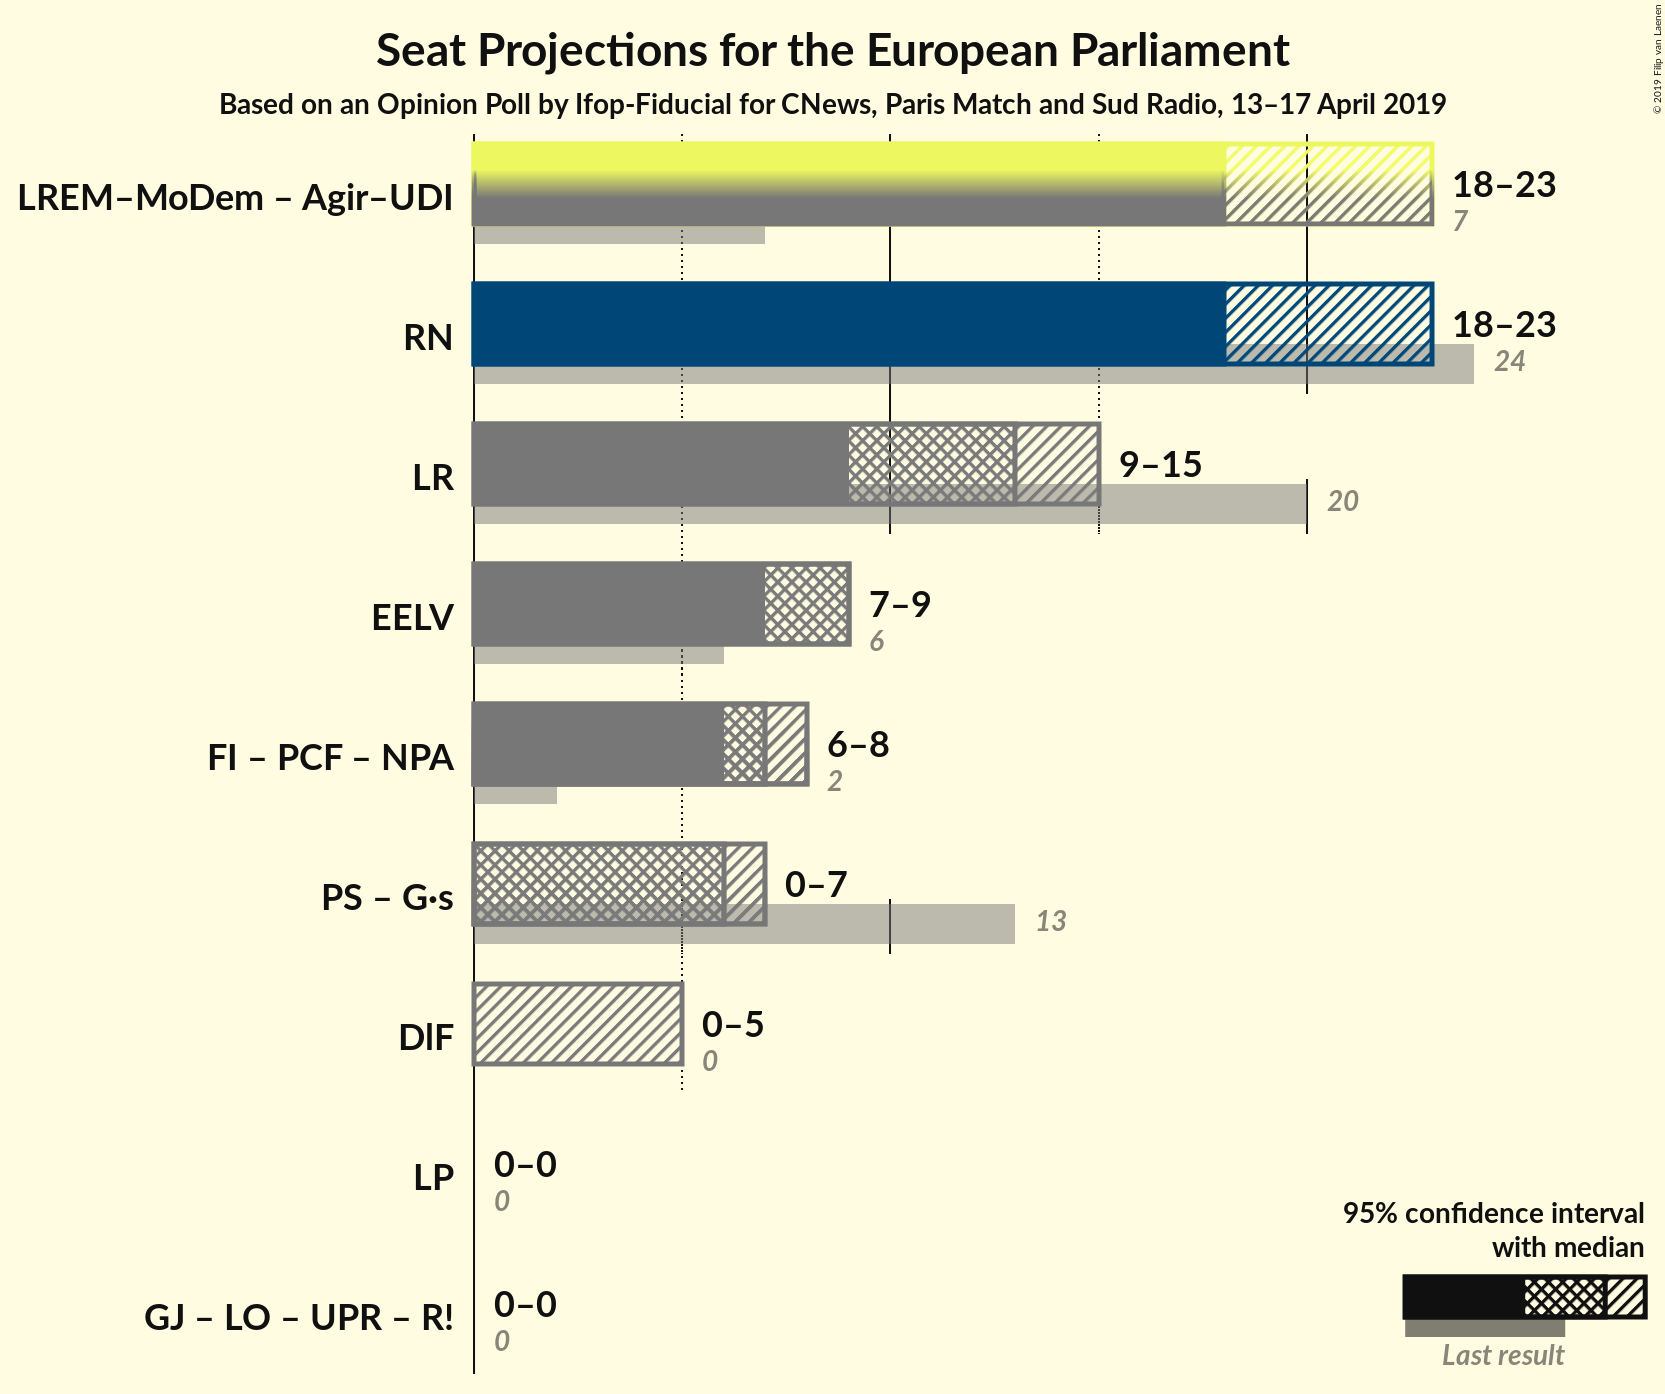 Seat Projections for the European Parliament
Based on an Opinion Poll by Ifop-Fiducial for CNews, Paris Match and Sud Radio, 13–17 April 2019
© 2019 Filip van Laenen
LREM–MoDem – Agir–UDI
18–23
7
RN
18–23
24
LR
9–15
20
EELV
7–9
6
FI – PCF – NPA
6–8
2
PS – G·s
0–7
13
DlF
0–5
0
LP
0–0
0
GJ – LO – UPR – R!
0–0
0
95% confidence interval
with median
Last result